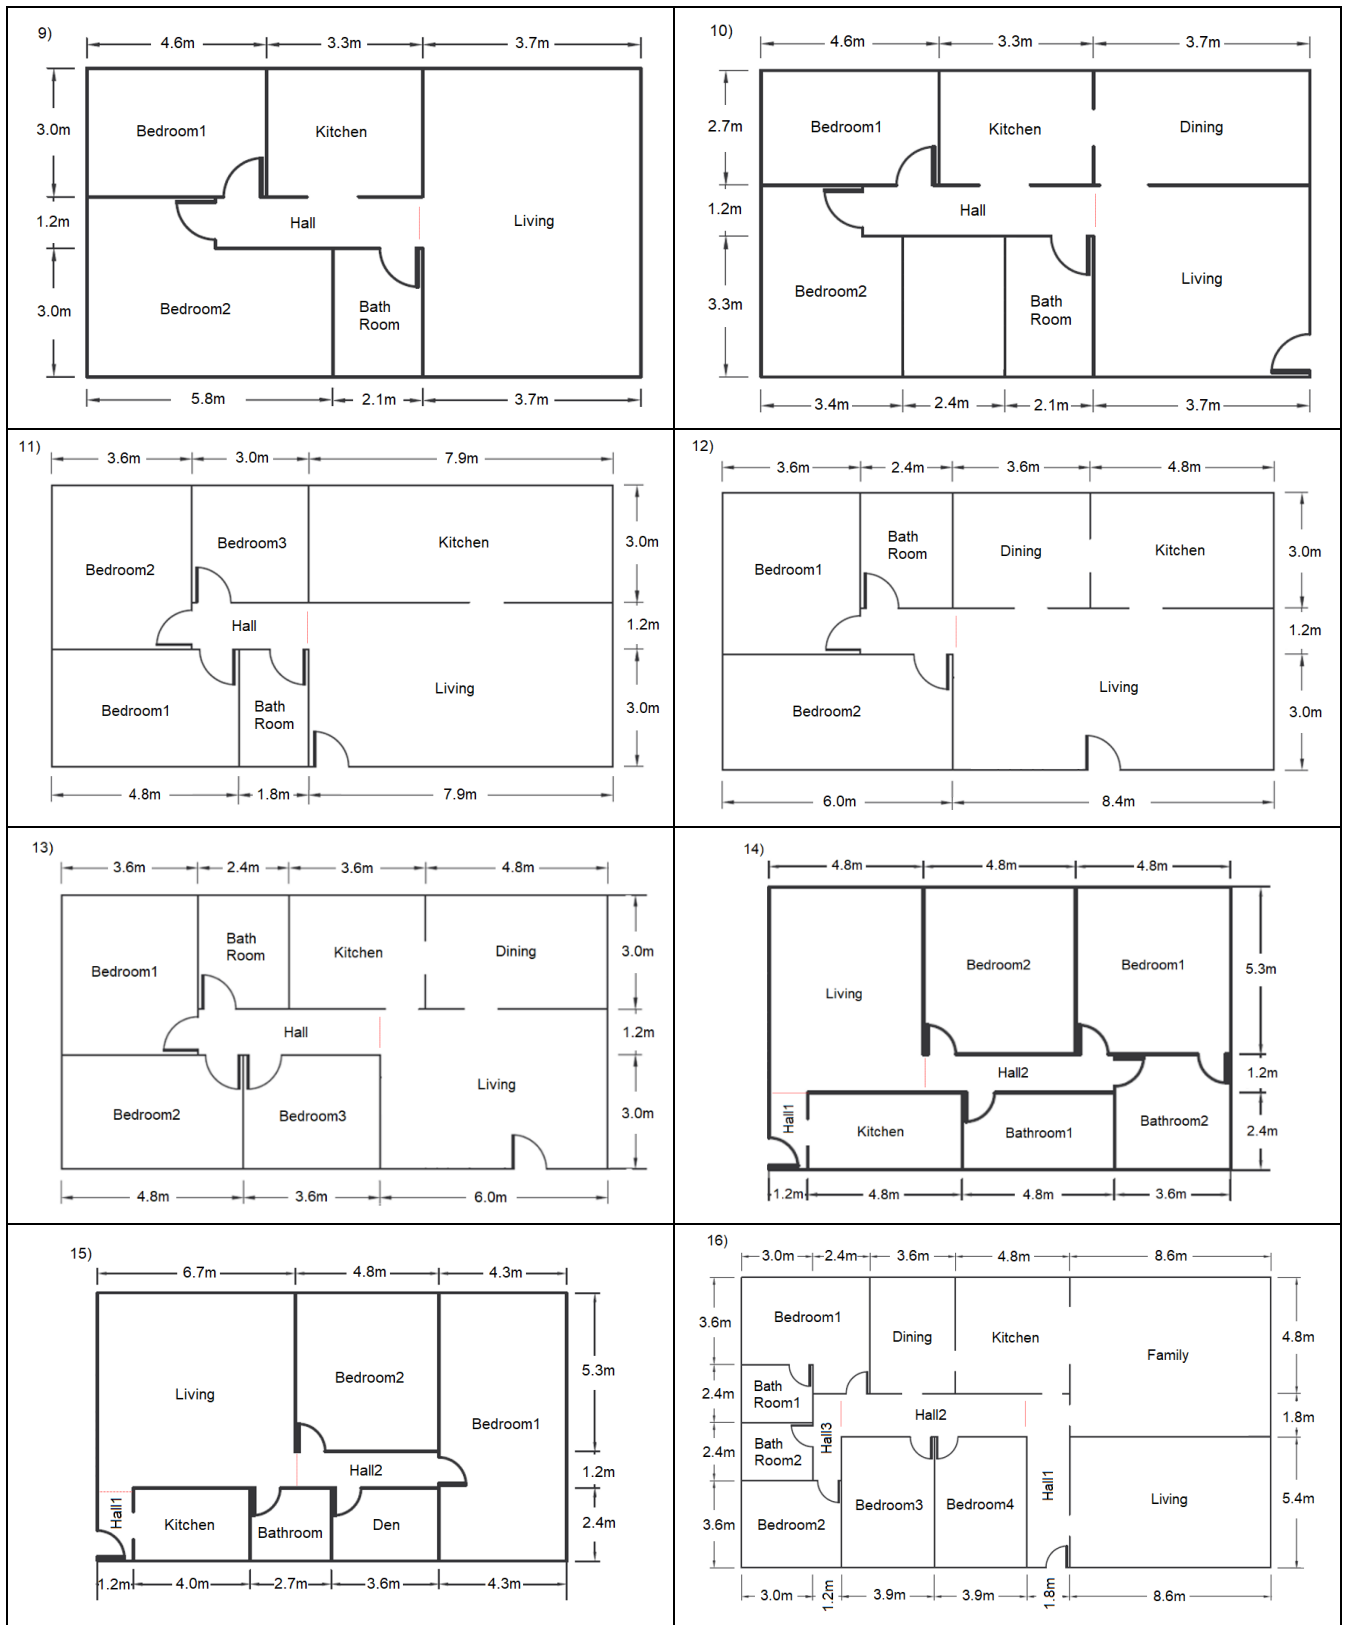 9)
4.6m 3.3m 3.7m
3.0m
Bedroom1
Kitchen
1.2m
Hall
Living
3.0m
Bedroom2
Bath
Room
5.8m 2.1m 3.7m
10)
4.6m 3.3m 3.7m
2.7m
Bedroom1
Kitchen
Dining
1.2m
Hall
3.3m
Bedroom2
Bath
Room
Living
3.4m 2.4m 2.1m 3.7m
11)
3.6m 3.0m 7.9m
Bedroom2
Bedroom3
Kitchen
3.0m
Hall
1.2m
Bedroom1
Bath
Room
Living
3.0m
4.8m 1.8m 7.9m
12)
3.6m 2.4m 3.6m 4.8m
Bedroom1
Bath
Room
Dining
Kitchen
3.0m
1.2m
Bedroom2
Living
3.0m
6.0m 8.4m
13)
3.6m 2.4m 3.6m 4.8m
Bedroom1
Bath
Room
Kitchen
Dining
3.0m
Hall
1.2m
Bedroom2
Bedroom3
Living
3.0m
4.8m 3.6m 6.0m
14)
4.8m 4.8m 4.8m
Living
Bedroom2
Bedroom1
5.3m
Hall2
1.2m
Hall1
Kitchen
Bathroom1
Bathroom2
2.4m
1.2m 4.8m 4.8m 3.6m
15)
6.7m 4.8m 4.3m
Living
Bedroom2
Bedroom1
5.3m
Hall2
1.2m
Hall1
Kitchen
Bathroom
Den
2.4m
1.2m 4.0m 2.7m 3.6m 4.3m
16)
3.0m 2.4m 3.6m 4.8m 8.6m
3.6m
Bedroom1
Dining
Kitchen
Family
4.8m
2.4m
Bath
Room1
Hall3
Hall2
1.8m
2.4m
Bath
Room2
3.6m
Bedroom2
Bedroom3
Bedroom4
Hall1
Living
5.4m
3.0m 1.2m 3.9m 3.9m 1.8m 8.6m